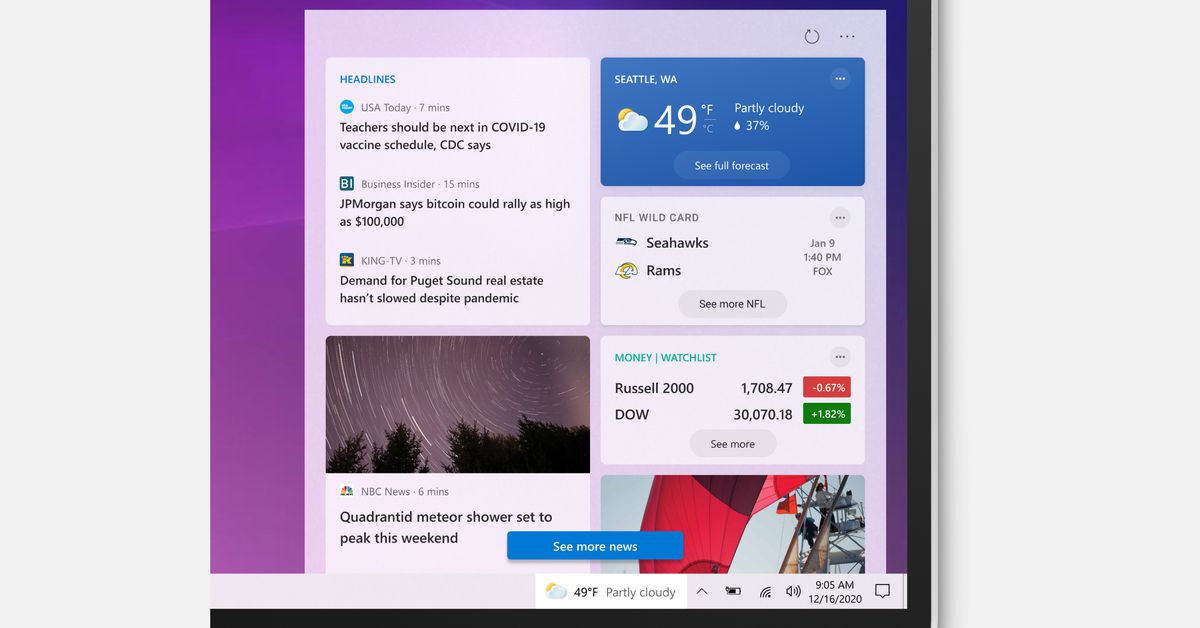 HEADLINES
USA Today · 7 mins
Teachers should be next in COVID-19
vaccine schedule, CDC says
BI Business Insider · 15 mins
JPMorgan says bitcoin could rally as high
as $100,000
KING-TV · 3 mins
Demand for Puget Sound real estate
hasn't slowed despite pandemic
NBC News · 6 mins
Quadrantid meteor shower set to
peak this weekend
SEATTLE, WA
49 °F
°C
Partly cloudy
37%
See full forecast
NFL WILD CARD
Seahawks
Rams
Jan 9
1:40 PM
FOX
See more NFL
MONEY | WATCHLIST
Russell 2000 1,708.47 -0.67%
DOW 30,070.18 +1.82%
See more
See more news
49°F Partly cloudy
9:05 AM
12/16/2020